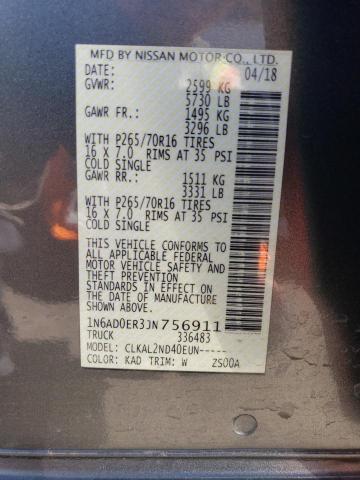 MFD BY NISSAN MOTOR CO., LTD.
DATE: 04/18
GVWR: 2599 KG
5730 LB
GAWR FR.: 1495 KG
3296 LB
WITH P265/70R16 TIRES
16 X 7.0 RIMS AT 35 PSI
COLD SINGLE
GAWR RR.: 1511 KG
3331 LB
WITH P265/70R16 TIRES
16 X 7.0 RIMS AT 35 PSI
COLD SINGLE
THIS VEHICLE CONFORMS TO
ALL APPLICABLE FEDERAL
MOTOR VEHICLE SAFETY AND
THEFT PREVENTION
STANDARDS IN EFFECT ON
THE DATE OF MANUFACTURE
SHOWN ABOVE.
1N6AD0ER3JN756911
TRUCK 336483
MODEL: CLKAL2ND40EUN-----
COLOR: KAD TRIM: W ZS00A